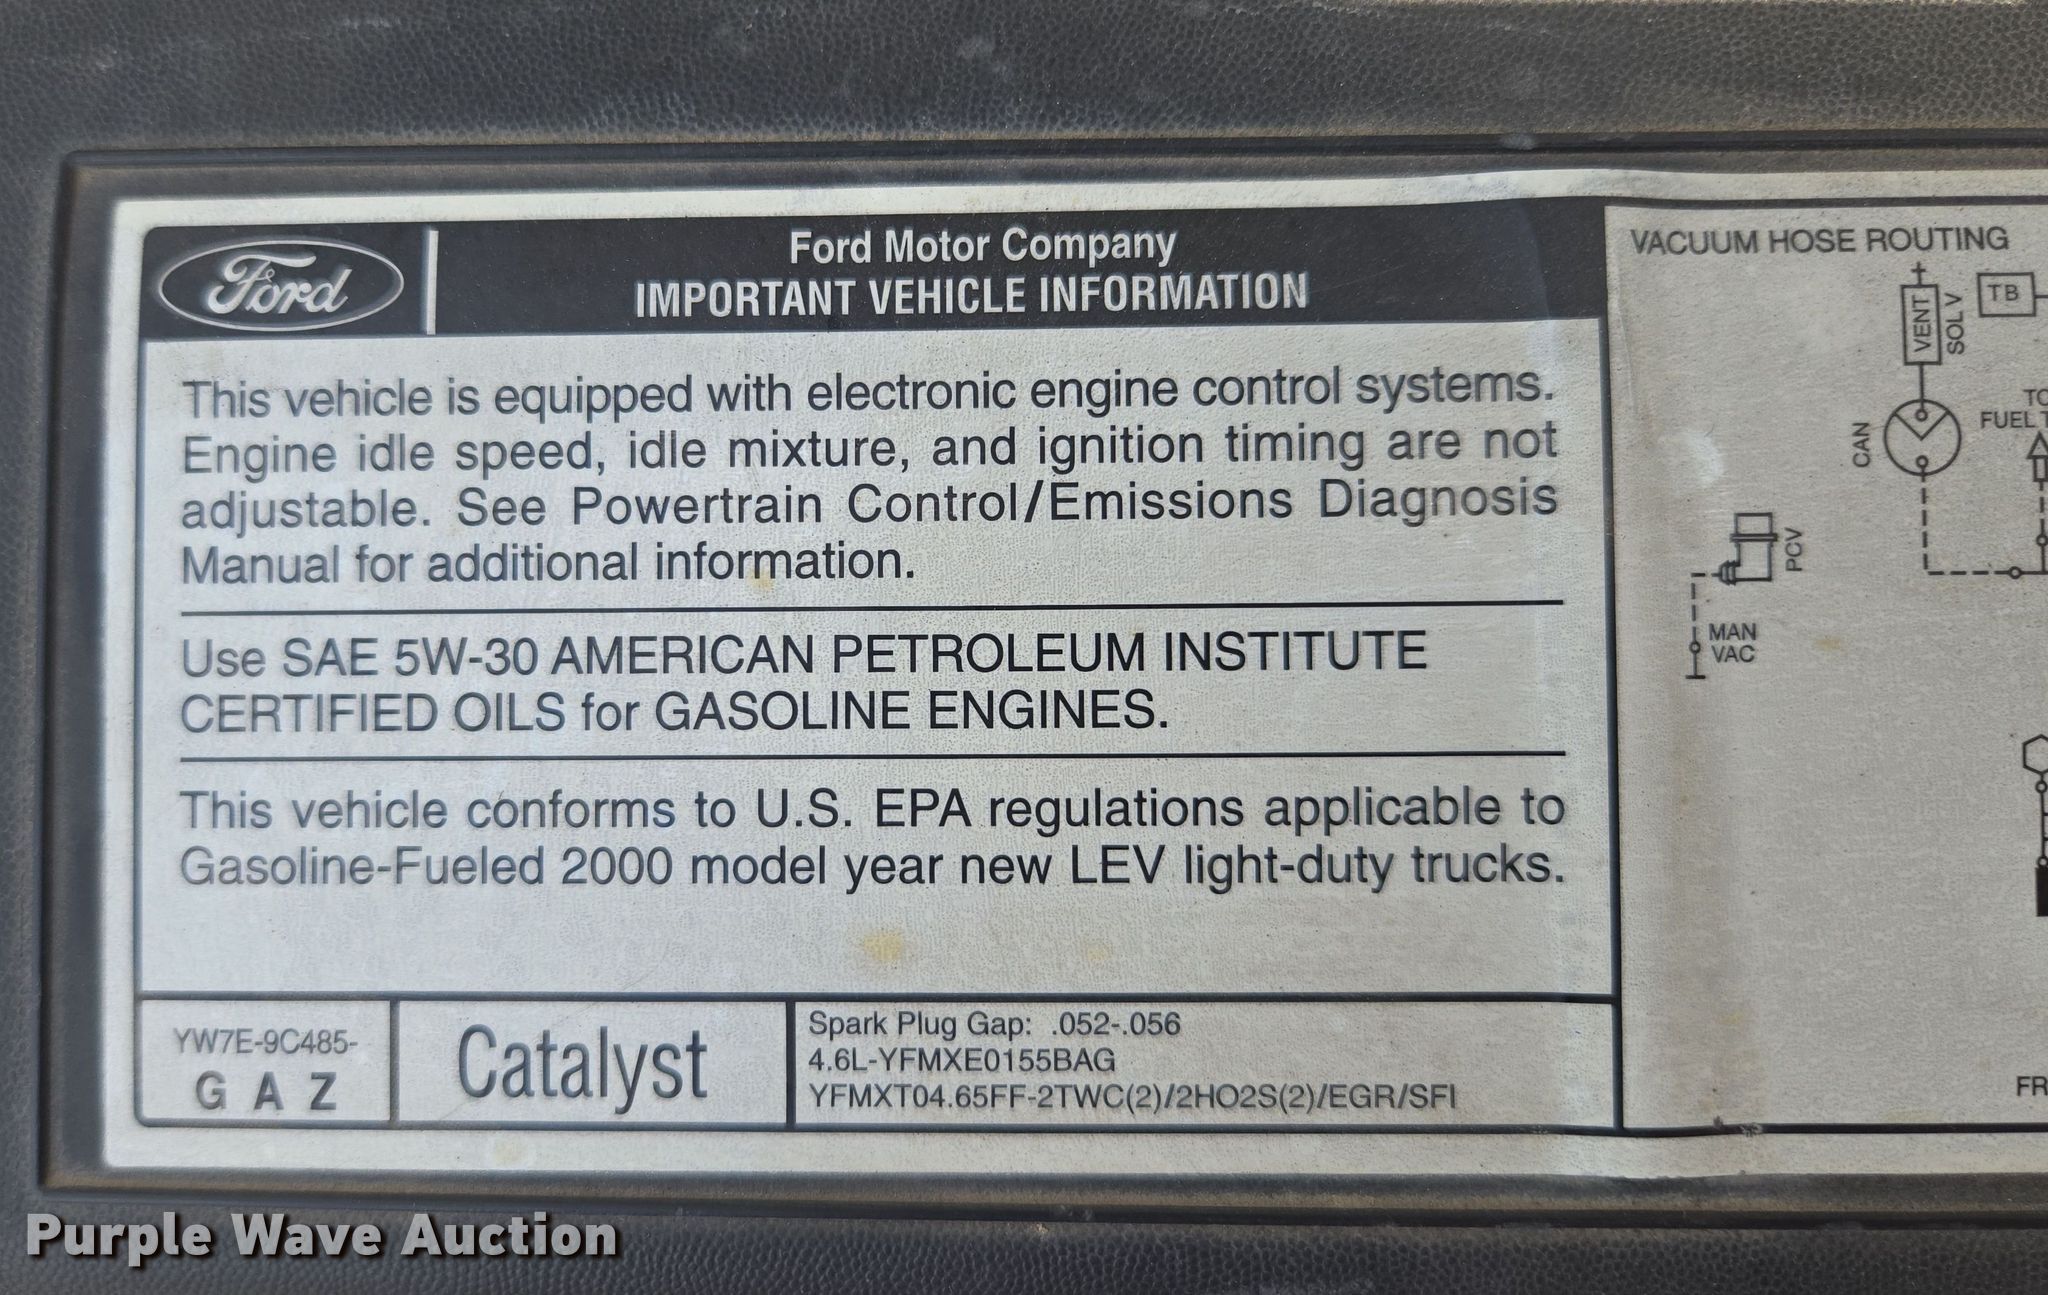 Ford
Ford Motor Company
IMPORTANT VEHICLE INFORMATION
This vehicle is equipped with electronic engine control systems.
Engine idle speed, idle mixture, and ignition timing are not
adjustable. See Powertrain Control/Emissions Diagnosis
Manual for additional information.
Use SAE 5W-30 AMERICAN PETROLEUM INSTITUTE
CERTIFIED OILS for GASOLINE ENGINES.
This vehicle conforms to U.S. EPA regulations applicable to
Gasoline-Fueled 2000 model year new LEV light-duty trucks.
YW7E-9C485-
G A Z
Catalyst
Spark Plug Gap: .052-.056
4.6L-YFMXE0155BAG
YFMXT04.65FF-2TWC(2)/2HO2S(2)/EGR/SFI
VACUUM HOSE ROUTING
VENT
SOL V
TB
CAN
FUEL
PCV
MAN
VAC
Purple Wave Auction